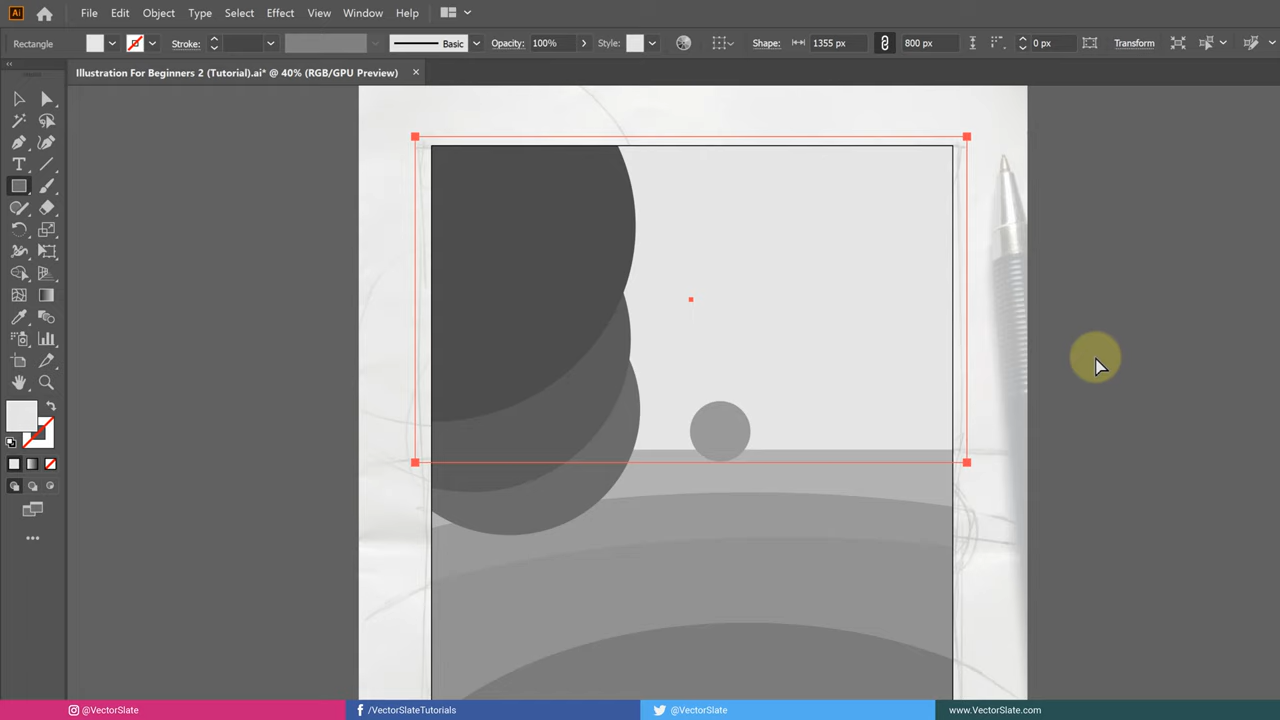 Ai File Edit Object Type Select Effect View Window Help
Rectangle Stroke: Basic Opacity: 100% Style: Shape: 1355 px 800 px 0 px Transform
Illustration For Beginners 2 (Tutorial).ai* @ 40% (RGB/GPU Preview) ×
@VectorSlate /VectorSlateTutorials @VectorSlate www.VectorSlate.com